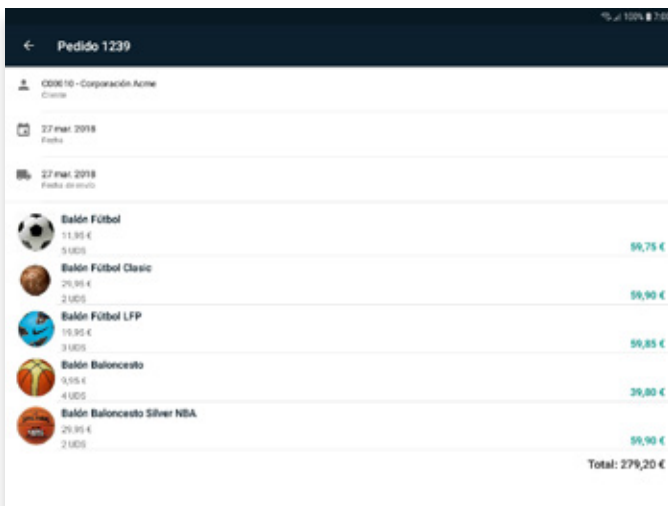 100% 7:00
Pedido 1239
C00010 - Corporación Acme
Cliente
27 mar. 2018
Fecha
27 mar. 2018
Fecha de envío
Balón Fútbol
11,95 €
5 UDS
59,75 €
Balón Fútbol Clasic
29,95 €
2 UDS
59,90 €
Balón Fútbol LFP
19,95 €
3 UDS
59,85 €
Balón Baloncesto
9,95 €
4 UDS
39,80 €
Balón Baloncesto Silver NBA
29,95 €
2 UDS
59,90 €
Total: 279,20 €